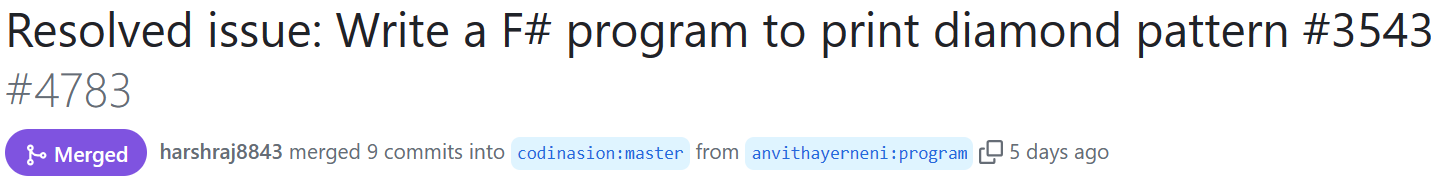 Resolved issue: Write a F# program to print diamond pattern #3543
#4783
Merged harshraj8843 merged 9 commits into codinasion:master from anvithayerneni:program 5 days ago